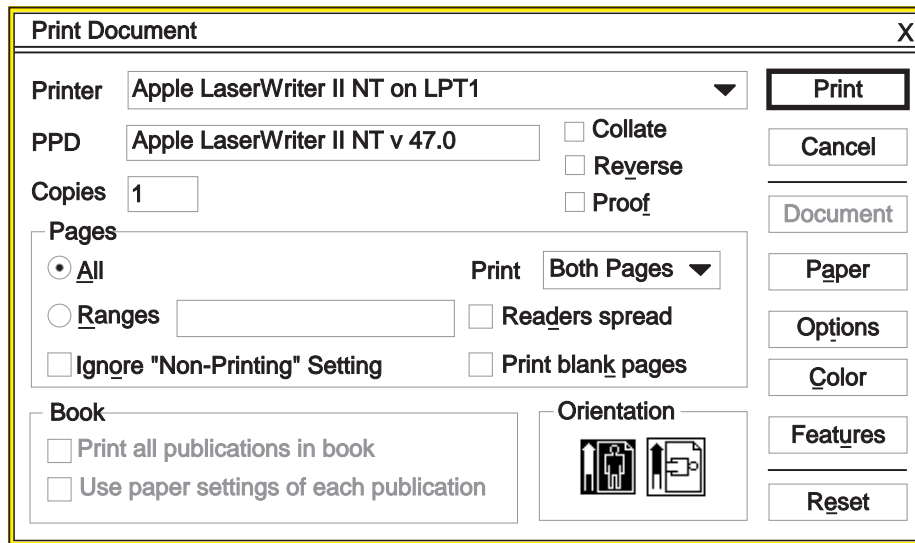 Print Document X
Printer Apple LaserWriter II NT on LPT1 Print
PPD Apple LaserWriter II NT v 47.0 Collate Cancel
Reverse
Copies 1 Proof Document
Pages
All Print Both Pages Paper
Ranges Readers spread Options
Ignore "Non-Printing" Setting Print blank pages Color
Book Orientation
Print all publications in book Features
Use paper settings of each publication
Reset